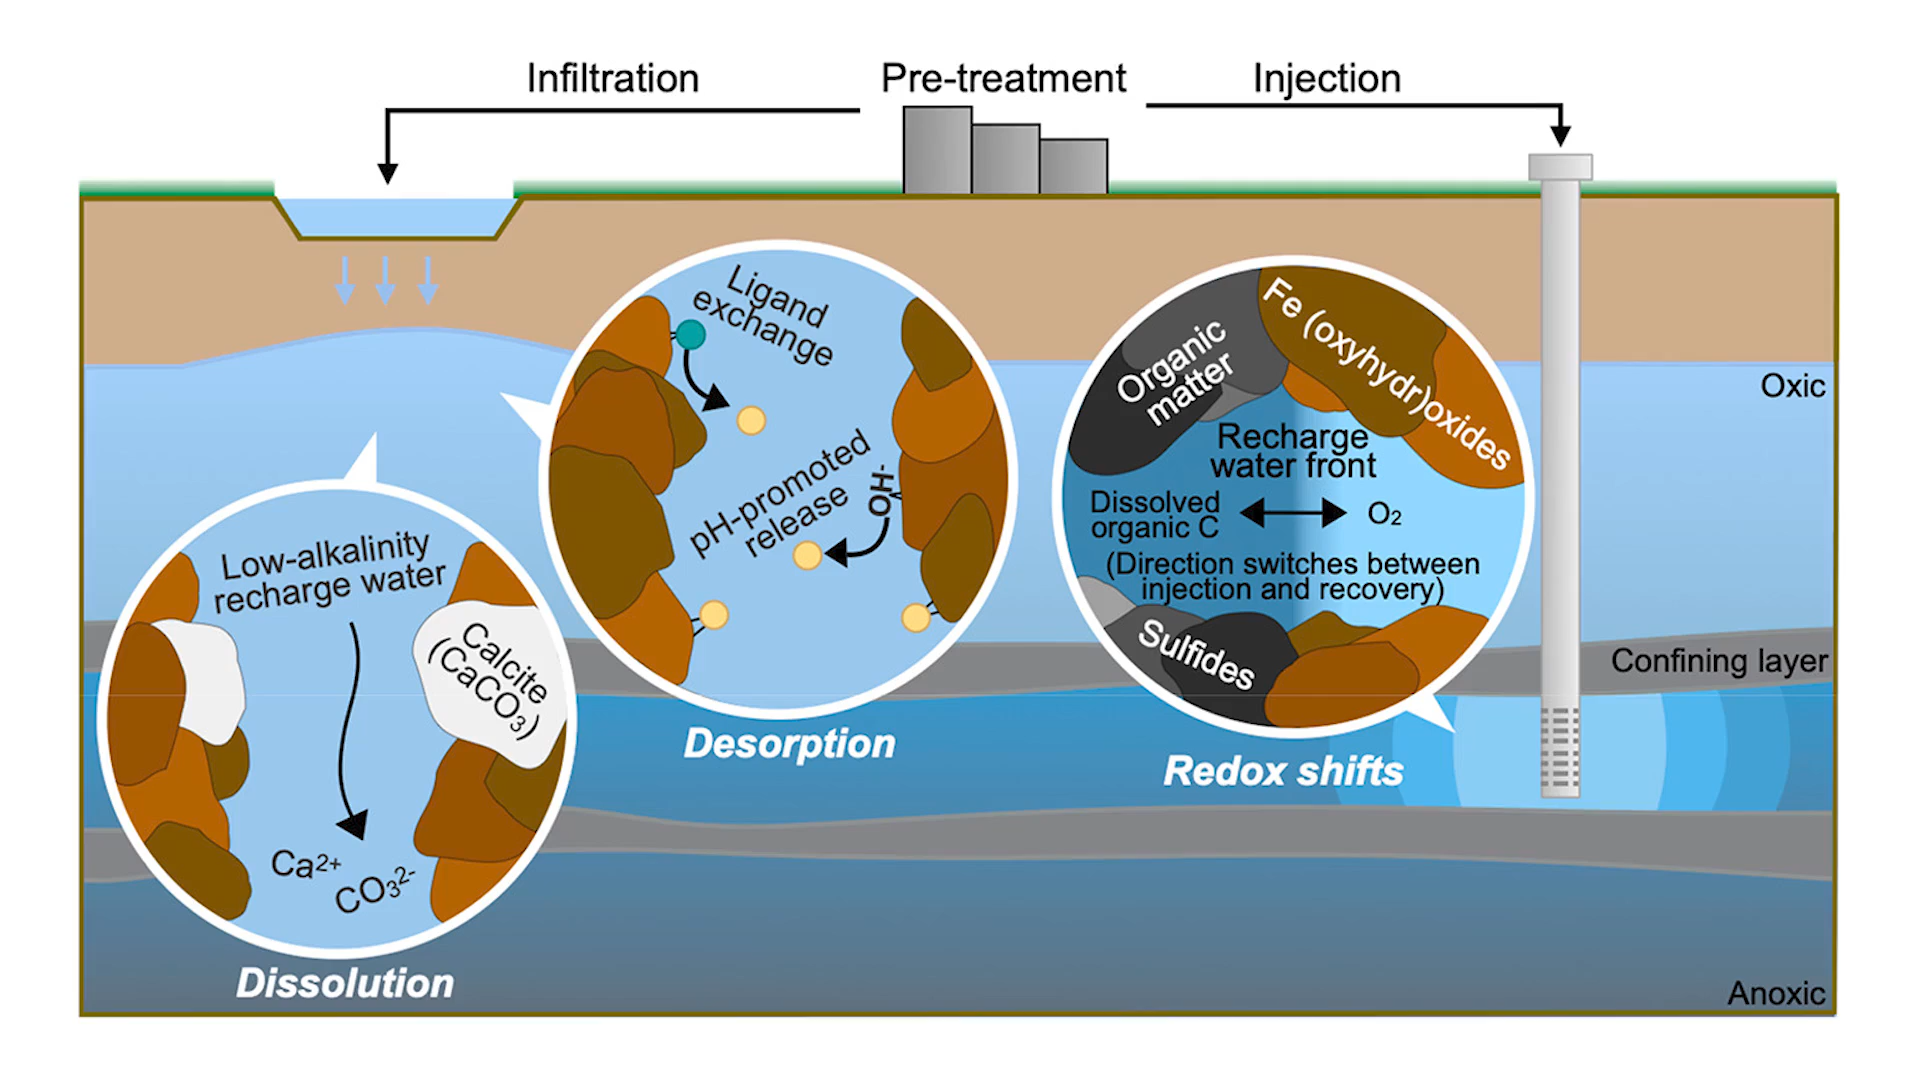 Infiltration
Pre-treatment
Injection
Ligand
exchange
pH-promoted
release
OH-
Desorption
Organic
matter
Fe (oxyhydr)oxides
Recharge
water front
Dissolved
organic C
O₂
(Direction switches between
injection and recovery)
Sulfides
Redox shifts
Oxic
Confining layer
Anoxic
Low-alkalinity
recharge water
Calcite
(CaCO₃)
Ca²⁺
CO₃²⁻
Dissolution